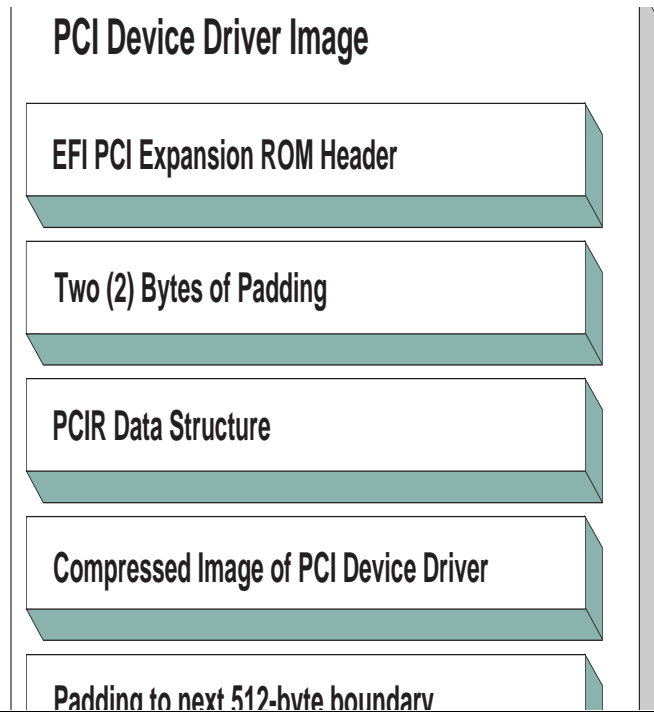 PCI Device Driver Image
EFI PCI Expansion ROM Header
Two (2) Bytes of Padding
PCIR Data Structure
Compressed Image of PCI Device Driver
Padding to next 512-byte boundary